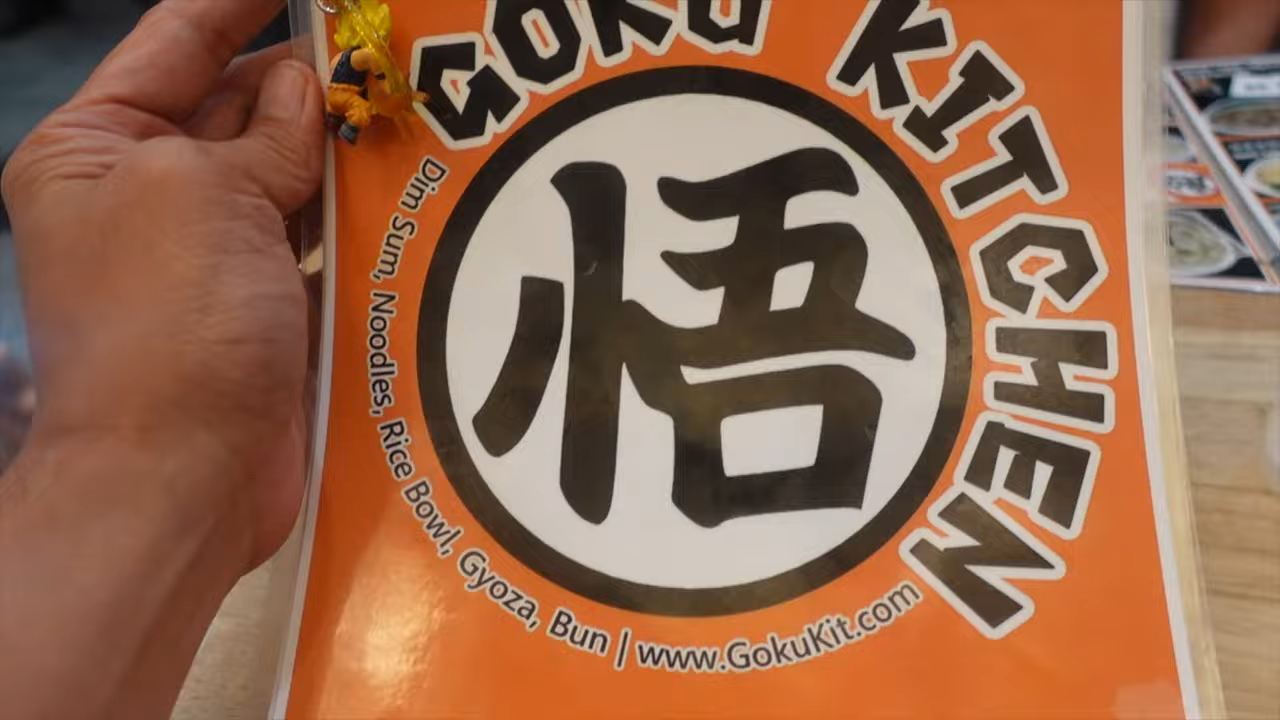 GOKU KITCHEN
悟
Dim Sum, Noodles, Rice Bowl, Gyoza, Bun | www.GokuKit.com